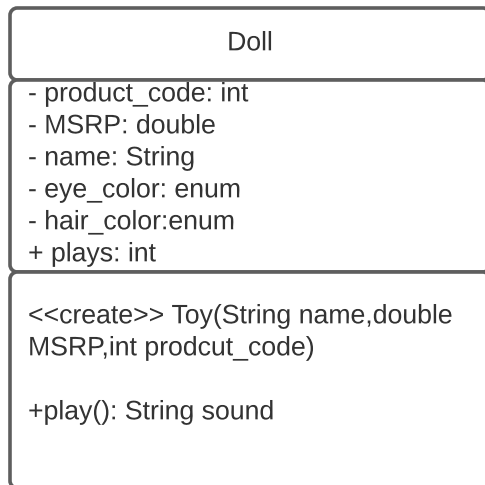 Doll
- product_code: int
- MSRP: double
- name: String
- eye_color: enum
- hair_color:enum
+ plays: int
<<create>> Toy(String name,double
MSRP,int prodcut_code)
+play(): String sound